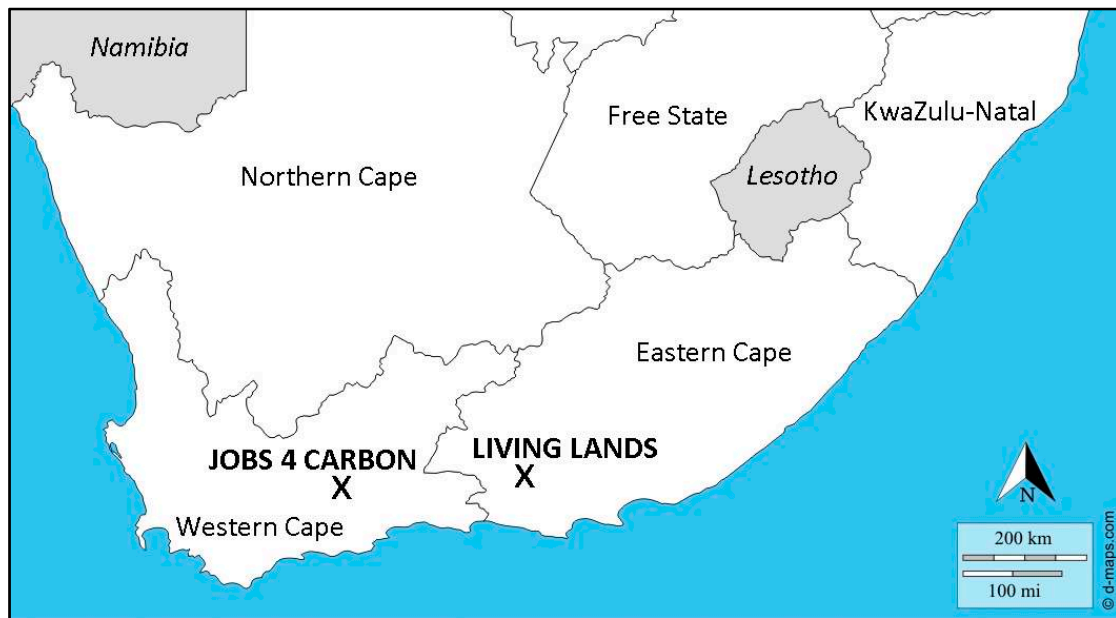 Namibia
Free State
KwaZulu-Natal
Northern Cape
Lesotho
Eastern Cape
JOBS 4 CARBON
X
LIVING LANDS
X
Western Cape
N
200 km
100 mi
© d-maps.com